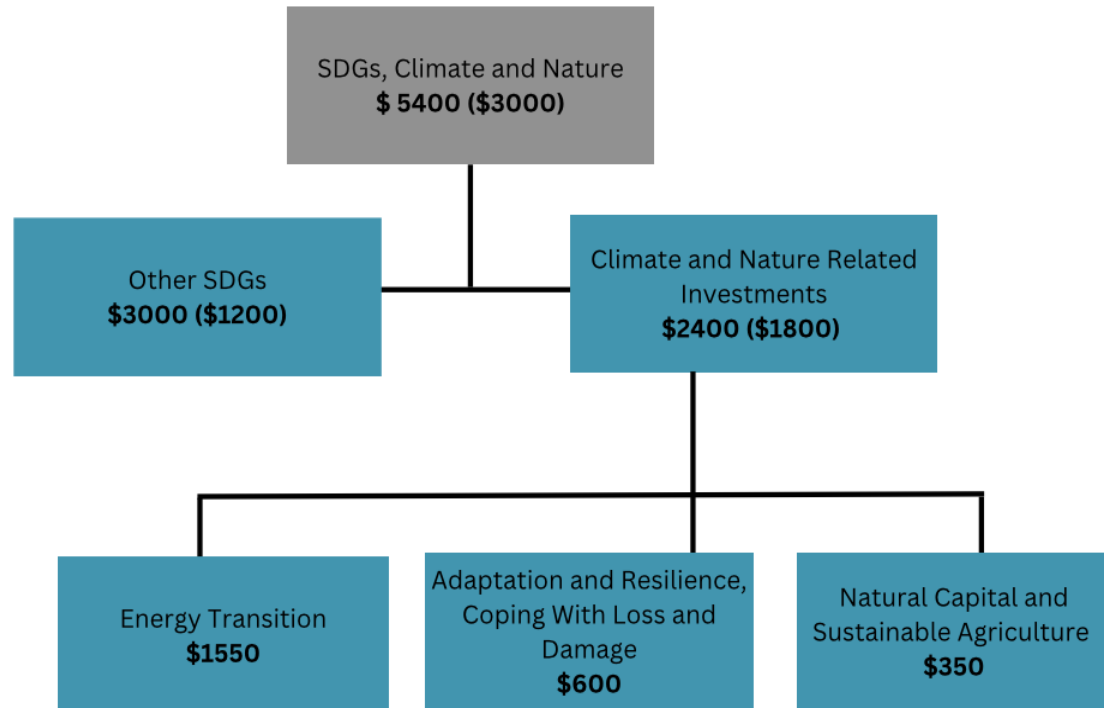 SDGs, Climate and Nature
$ 5400 ($3000)
Other SDGs
$3000 ($1200)
Climate and Nature Related
Investments
$2400 ($1800)
Energy Transition
$1550
Adaptation and Resilience,
Coping With Loss and
Damage
$600
Natural Capital and
Sustainable Agriculture
$350